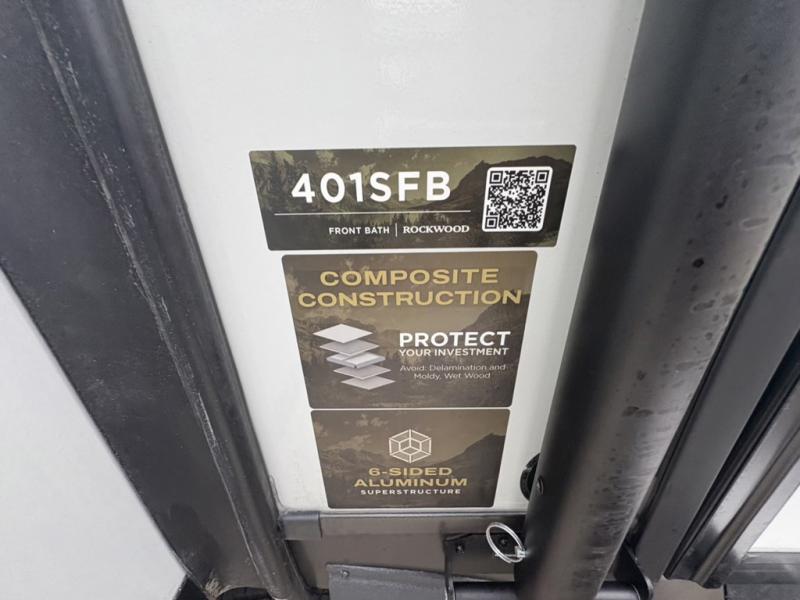 401SFB
FRONT BATH | ROCKWOOD
COMPOSITE
CONSTRUCTION
PROTECT
YOUR INVESTMENT
Avoid: Delamination and
Moldy, Wet Wood
6-SIDED
ALUMINUM
SUPERSTRUCTURE